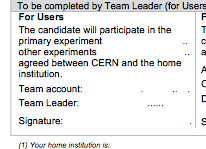 To be completed by Team Leader (for Users
For Users
The candidate will participate in the
primary experiment ..
other experiments ..
agreed between CERN and the home
institution.
Team account: . .. .
Team Leader: ......
Signature: .
(1) Your home institution is: